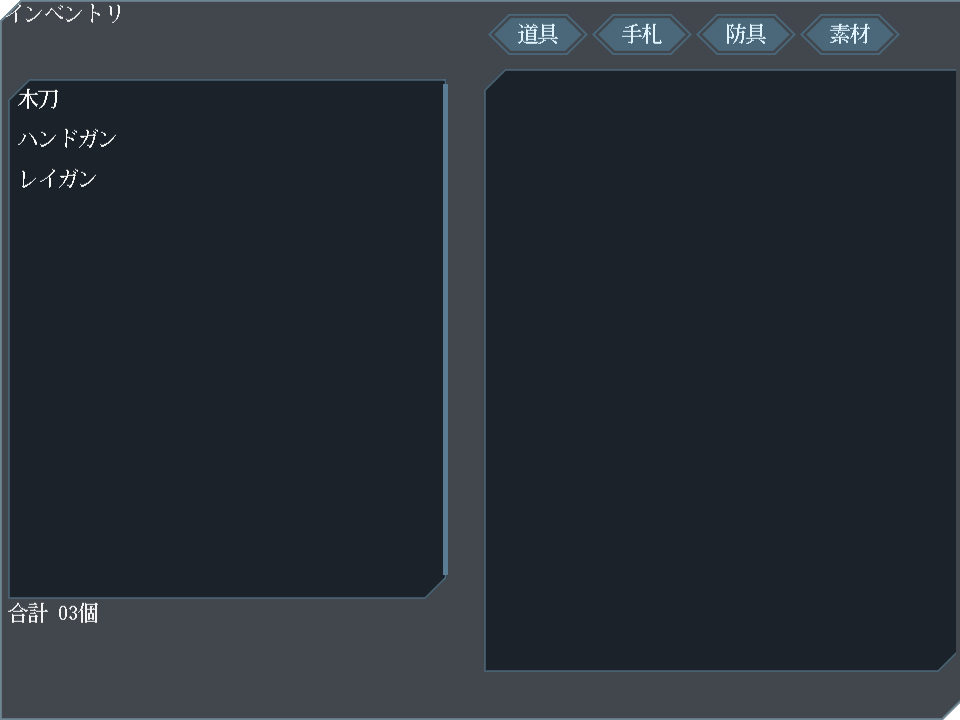 インベントリ
道具 手札 防具 素材
木刀
ハンドガン
レイガン
合計 03個